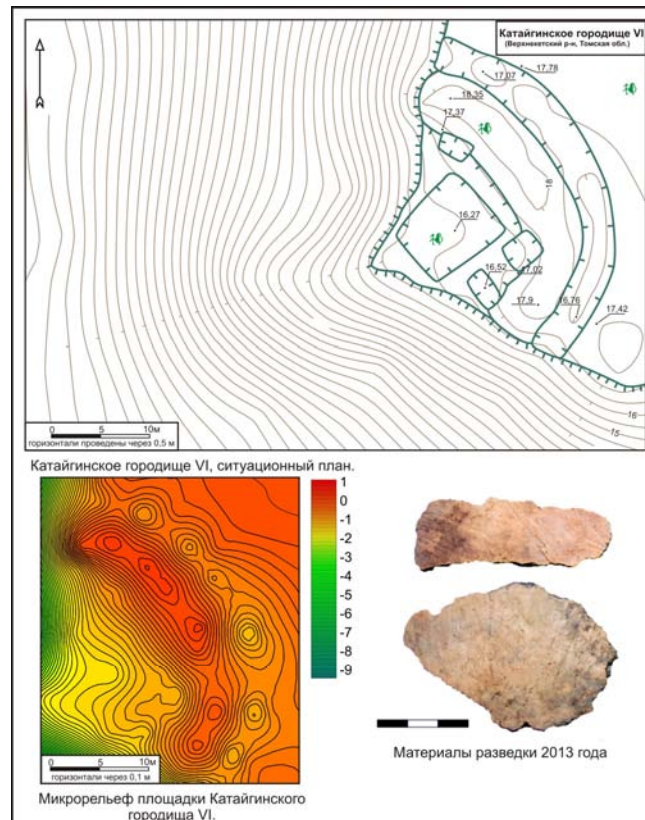 Катайгинское городище VI
(Верхнекетский р-н, Томская обл.)
17,78
17,07
18,35
17,37
18
16,27
16,52
17,02
17,9
16,76
17,42
16
15
0 5 10м
горизонтали проведены через 0,5 м
Катайгинское городище VI, ситуационный план.
1
0
-1
-2
-3
-4
-5
-6
-7
-8
-9
0 5 10м
горизонтали через 0,1 м
Микрорельеф площадки Катайгинского
городища VI.
Материалы разведки 2013 года